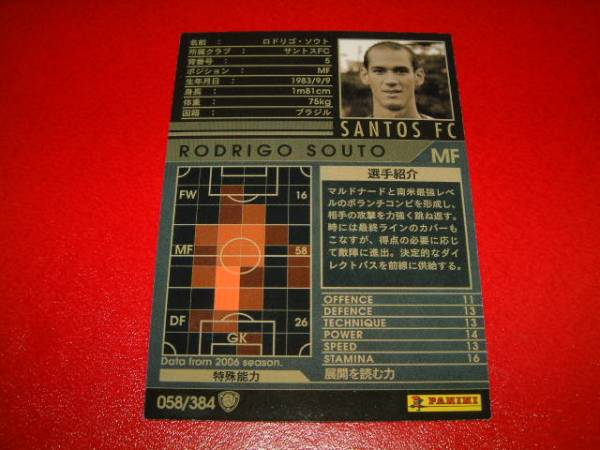 名前 : ロドリゴ・ソウト
所属クラブ : サントスFC
背番号 : 5
ポジション : MF
生年月日 : 1983/9/9
身長 : 1m81cm
体重 : 75kg
国籍 : ブラジル
SANTOS FC
RODRIGO SOUTO MF
FW 16
MF 58
DF 26
GK
Data from 2006 season.
選手紹介
マルドナードと南米最強レベ
ルのボランチコンビを形成し、
相手の攻撃を力強く跳ね返す。
時には最終ラインのカバーも
こなすが、得点の必要に応じ
て敵陣に進出。決定的なダイ
レクトパスを前線に供給する。
OFFENCE 11
DEFENCE 13
TECHNIQUE 13
POWER 14
SPEED 13
STAMINA 16
特殊能力 展開を読む力
058/384
PANINI